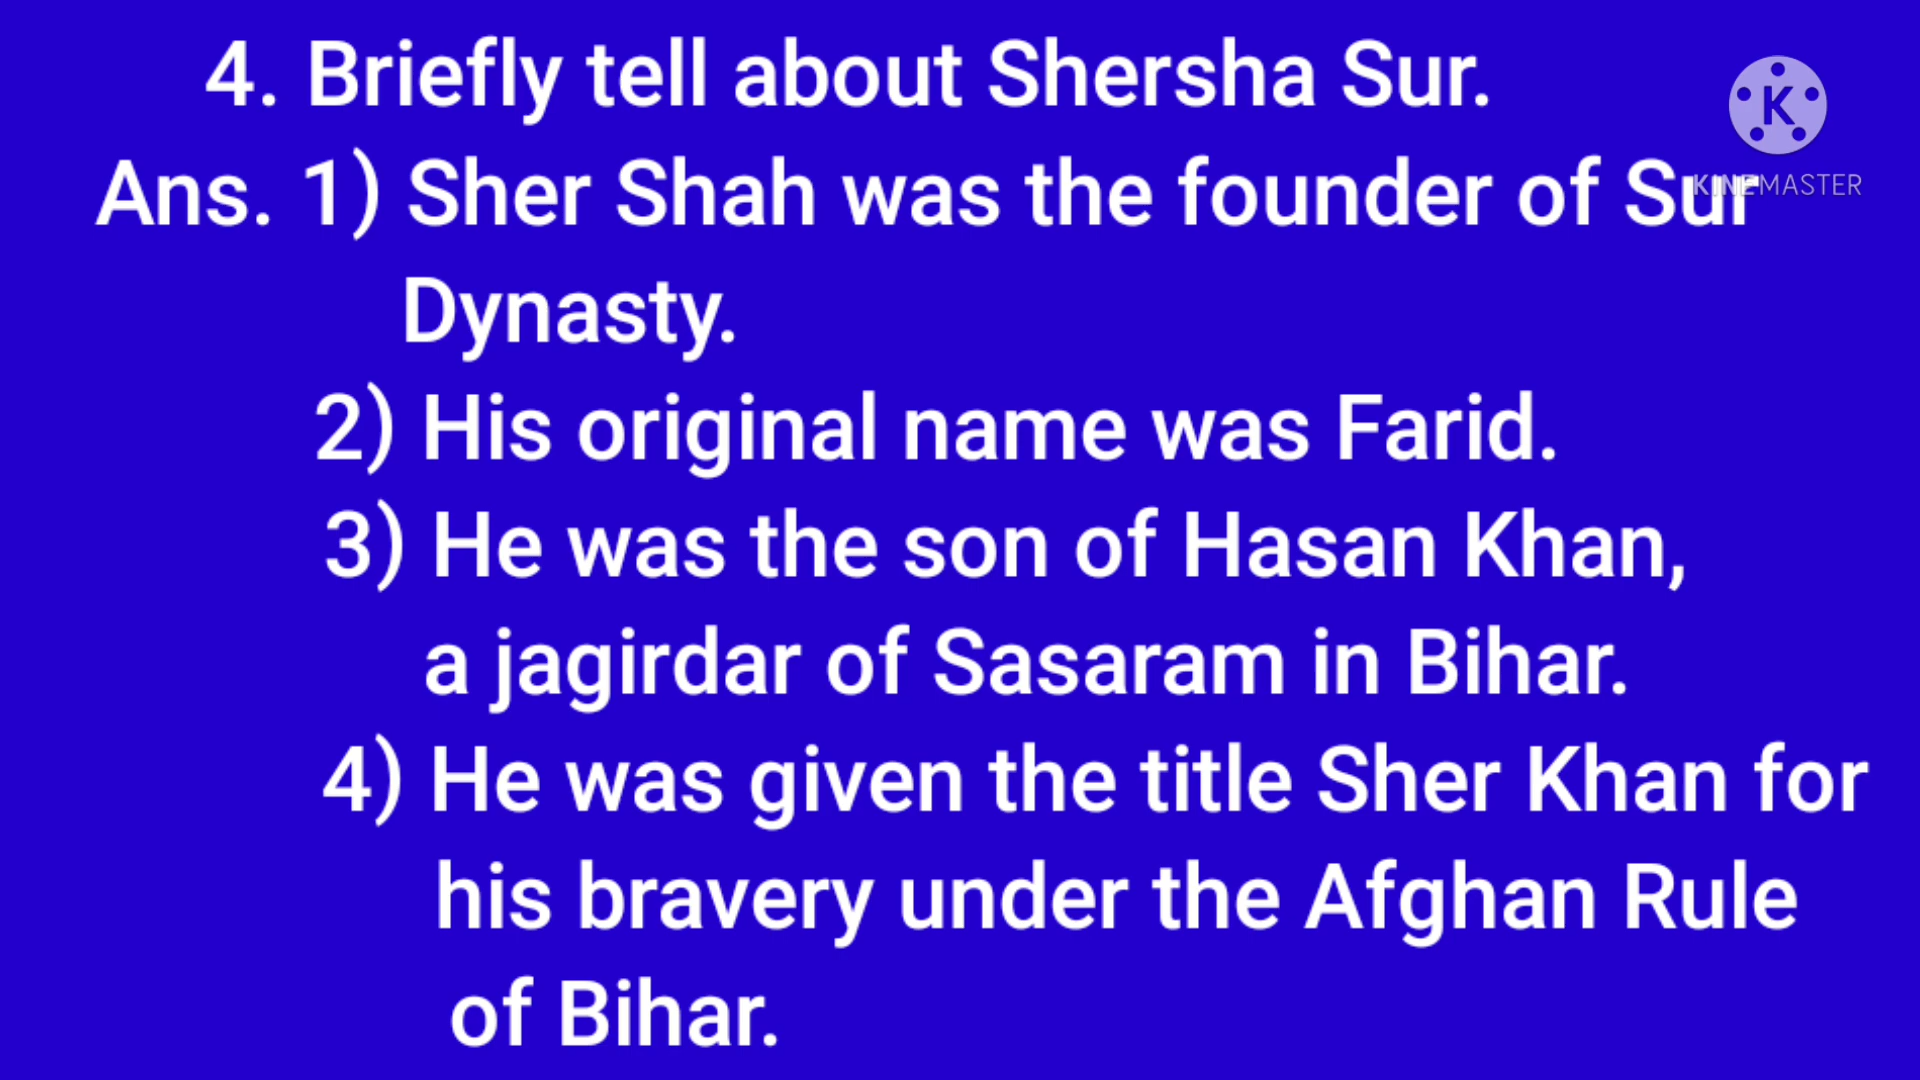 4. Briefly tell about Shersha Sur.
K
KINEMASTER
Ans. 1) Sher Shah was the founder of Sur
Dynasty.
2) His original name was Farid.
3) He was the son of Hasan Khan,
a jagirdar of Sasaram in Bihar.
4) He was given the title Sher Khan for
his bravery under the Afghan Rule
of Bihar.